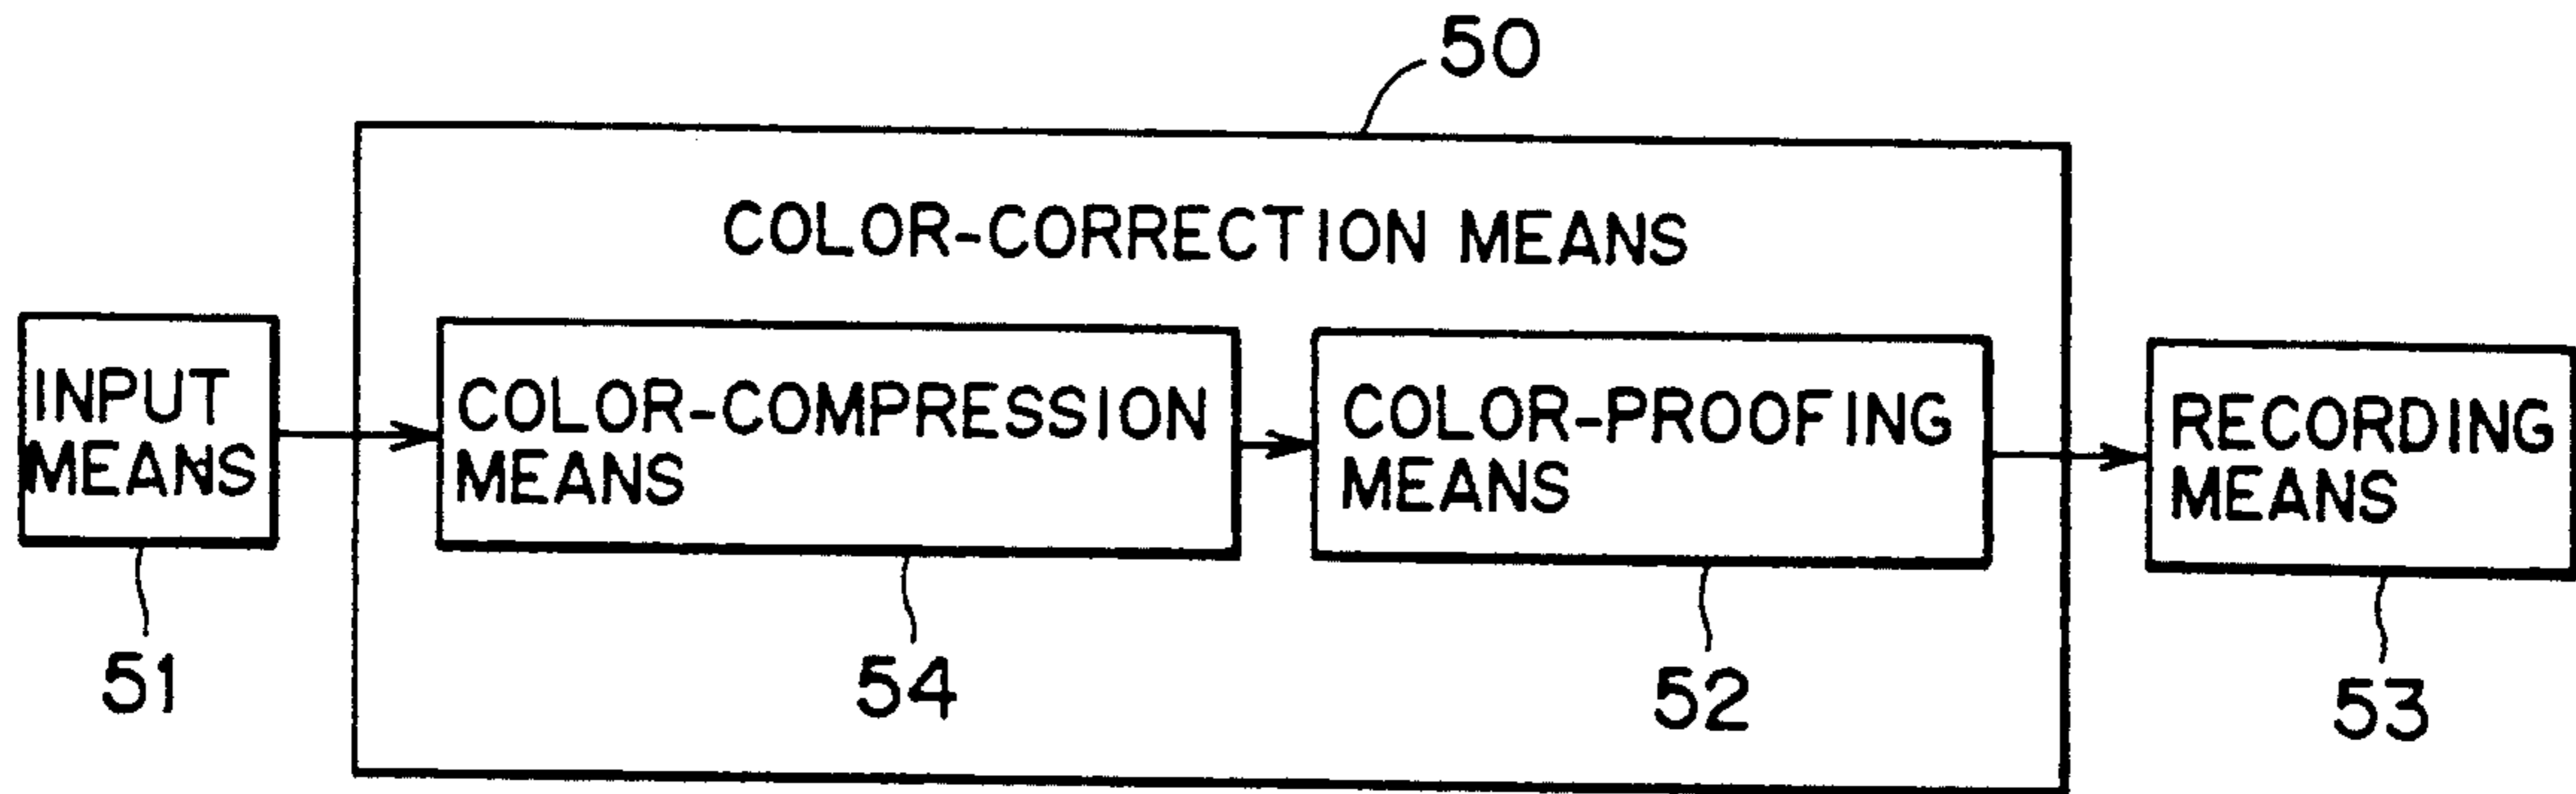 50
COLOR-CORRECTION MEANS
INPUT
MEANS
COLOR-COMPRESSION
MEANS
COLOR-PROOFING
MEANS
RECORDING
MEANS
51
54
52
53